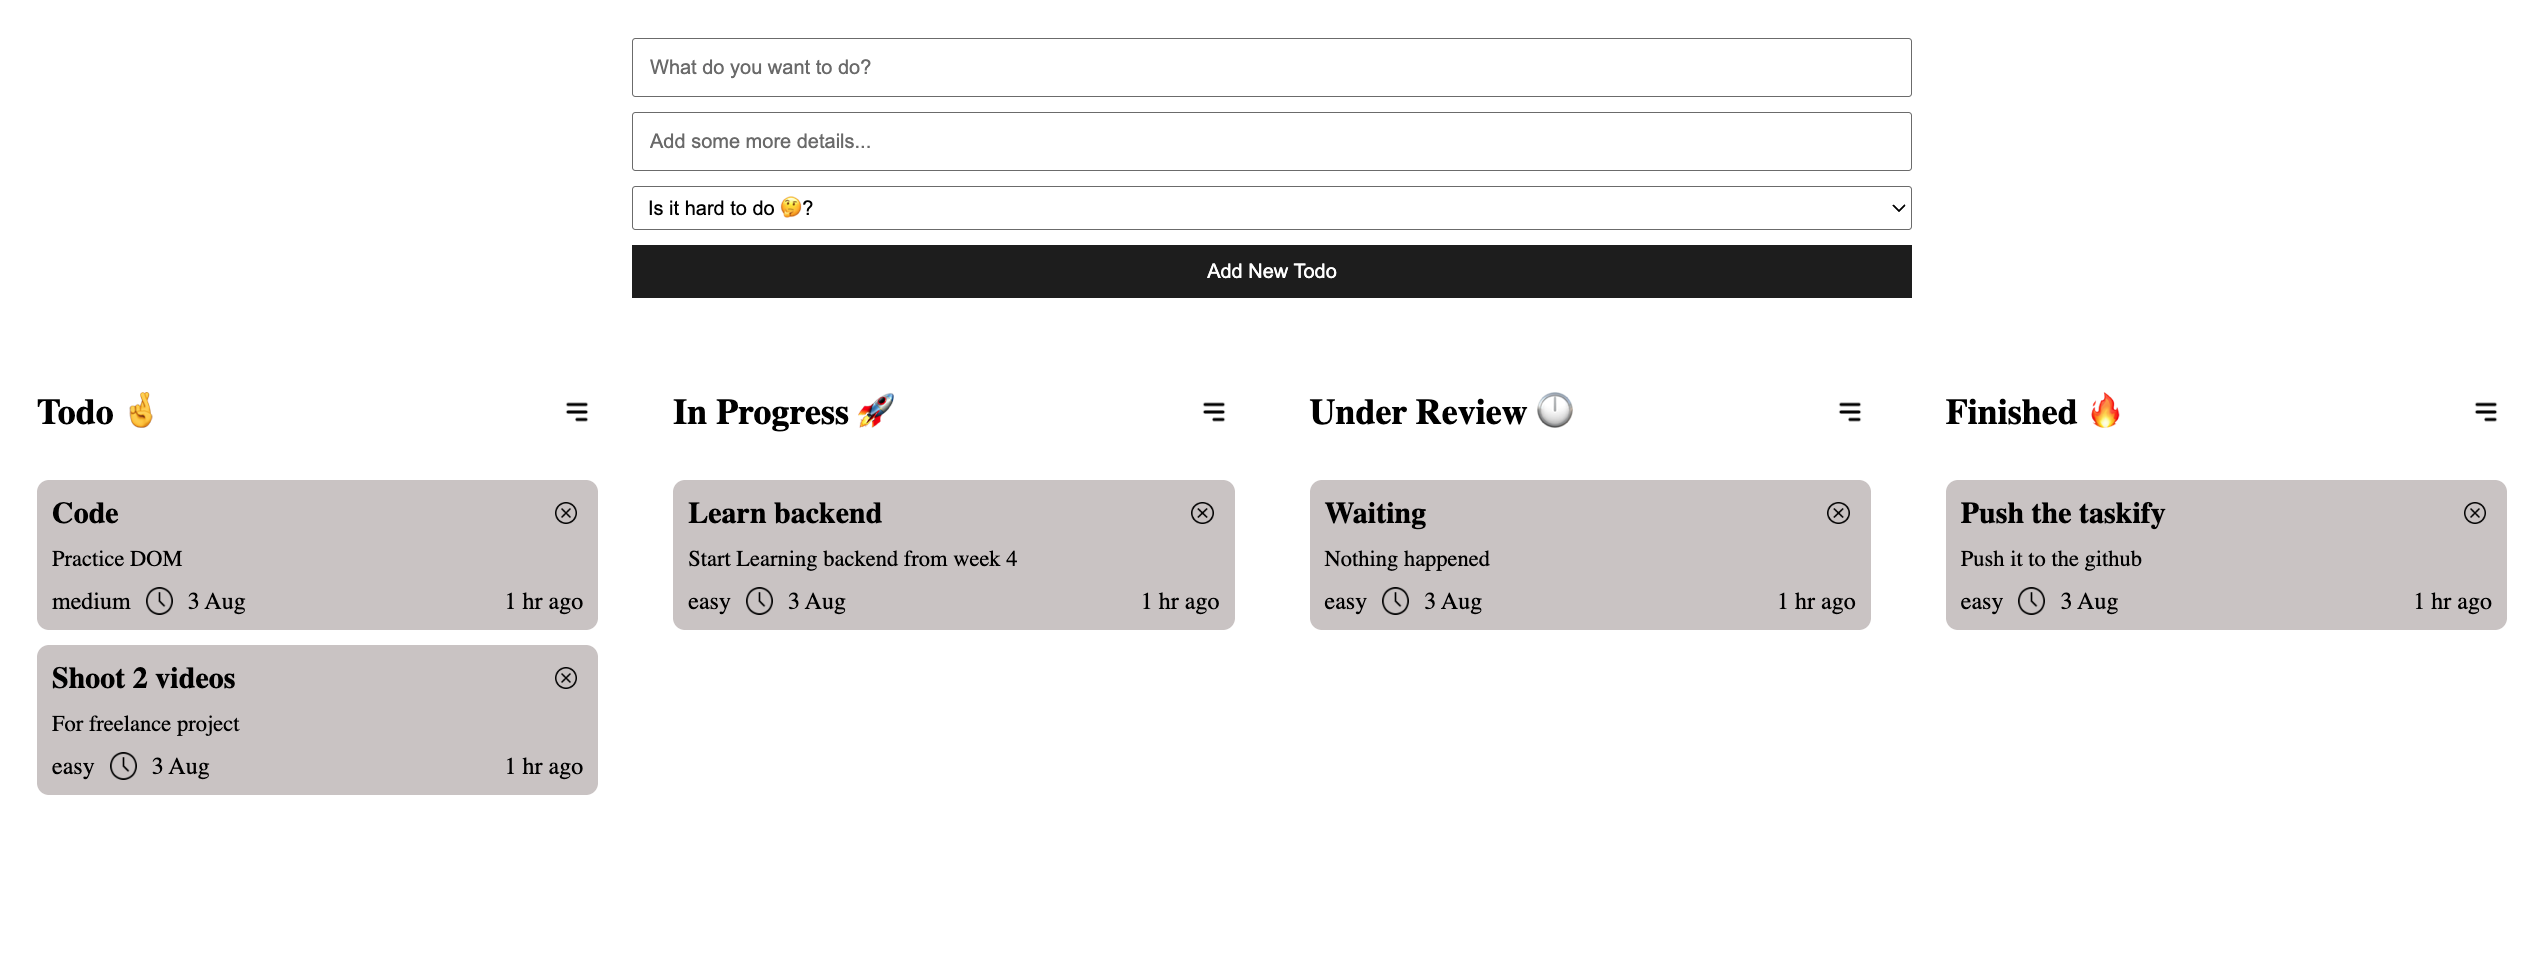 What do you want to do?
Add some more details...
Is it hard to do 🤔?
Add New Todo
Todo 🤞
Code
Practice DOM
medium 3 Aug 1 hr ago
Shoot 2 videos
For freelance project
easy 3 Aug 1 hr ago
In Progress 🚀
Learn backend
Start Learning backend from week 4
easy 3 Aug 1 hr ago
Under Review 🕛
Waiting
Nothing happened
easy 3 Aug 1 hr ago
Finished 🔥
Push the taskify
Push it to the github
easy 3 Aug 1 hr ago